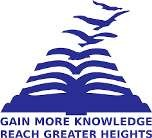 GAIN MORE KNOWLEDGE
REACH GREATER HEIGHTS